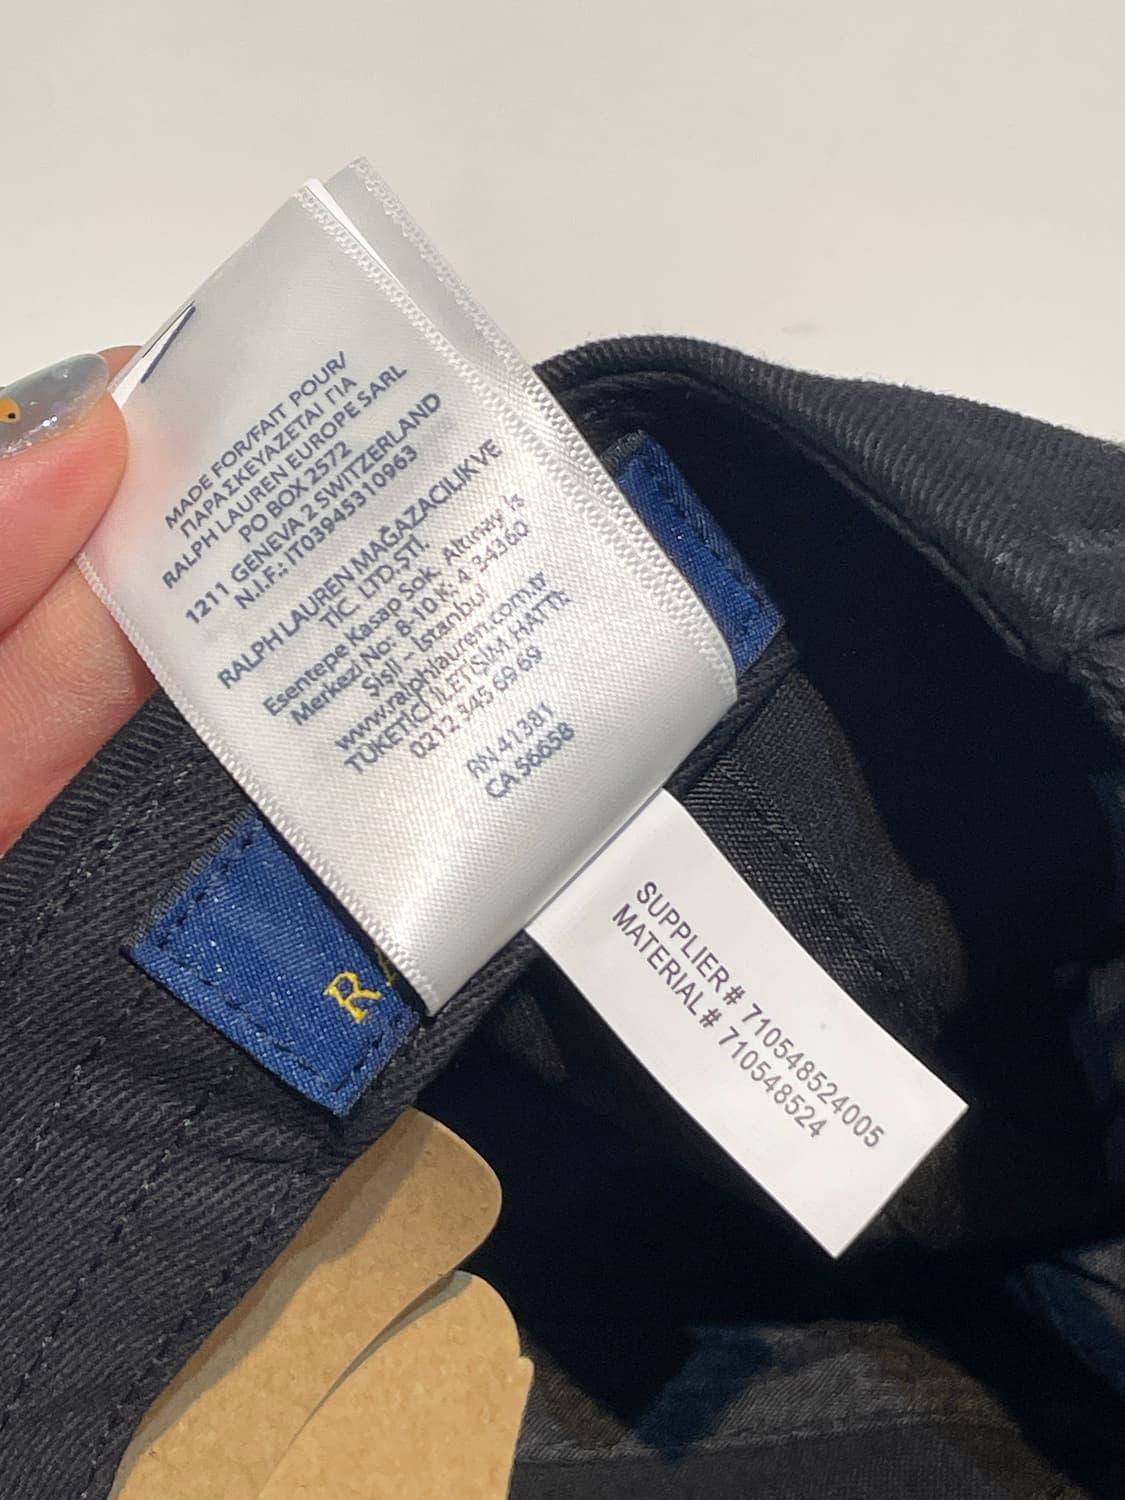 MADE FOR/FAIT POUR/
ΠΑΡΑΣΚΕΥΑΖΕΤΑΙ ΓΙΑ
RALPH LAUREN EUROPE SARL
PO BOX 2572
1211 GENEVA 2 SWITZERLAND
N.I.F.: IT03945310963
RALPH LAUREN MAĞAZACILIK VE
TİC. LTD. ŞTİ.
Esentepe Kasap Sok. Altınay İş
Merkezi No: 8-10 K: 4 34360
Şişli - İstanbul
www.ralphlauren.com.tr
TÜKETİCİ İLETİŞİM HATTI:
0212 345 69 69
RN 41381
CA 56658
SUPPLIER # 710548524005
MATERIAL # 710548524
R